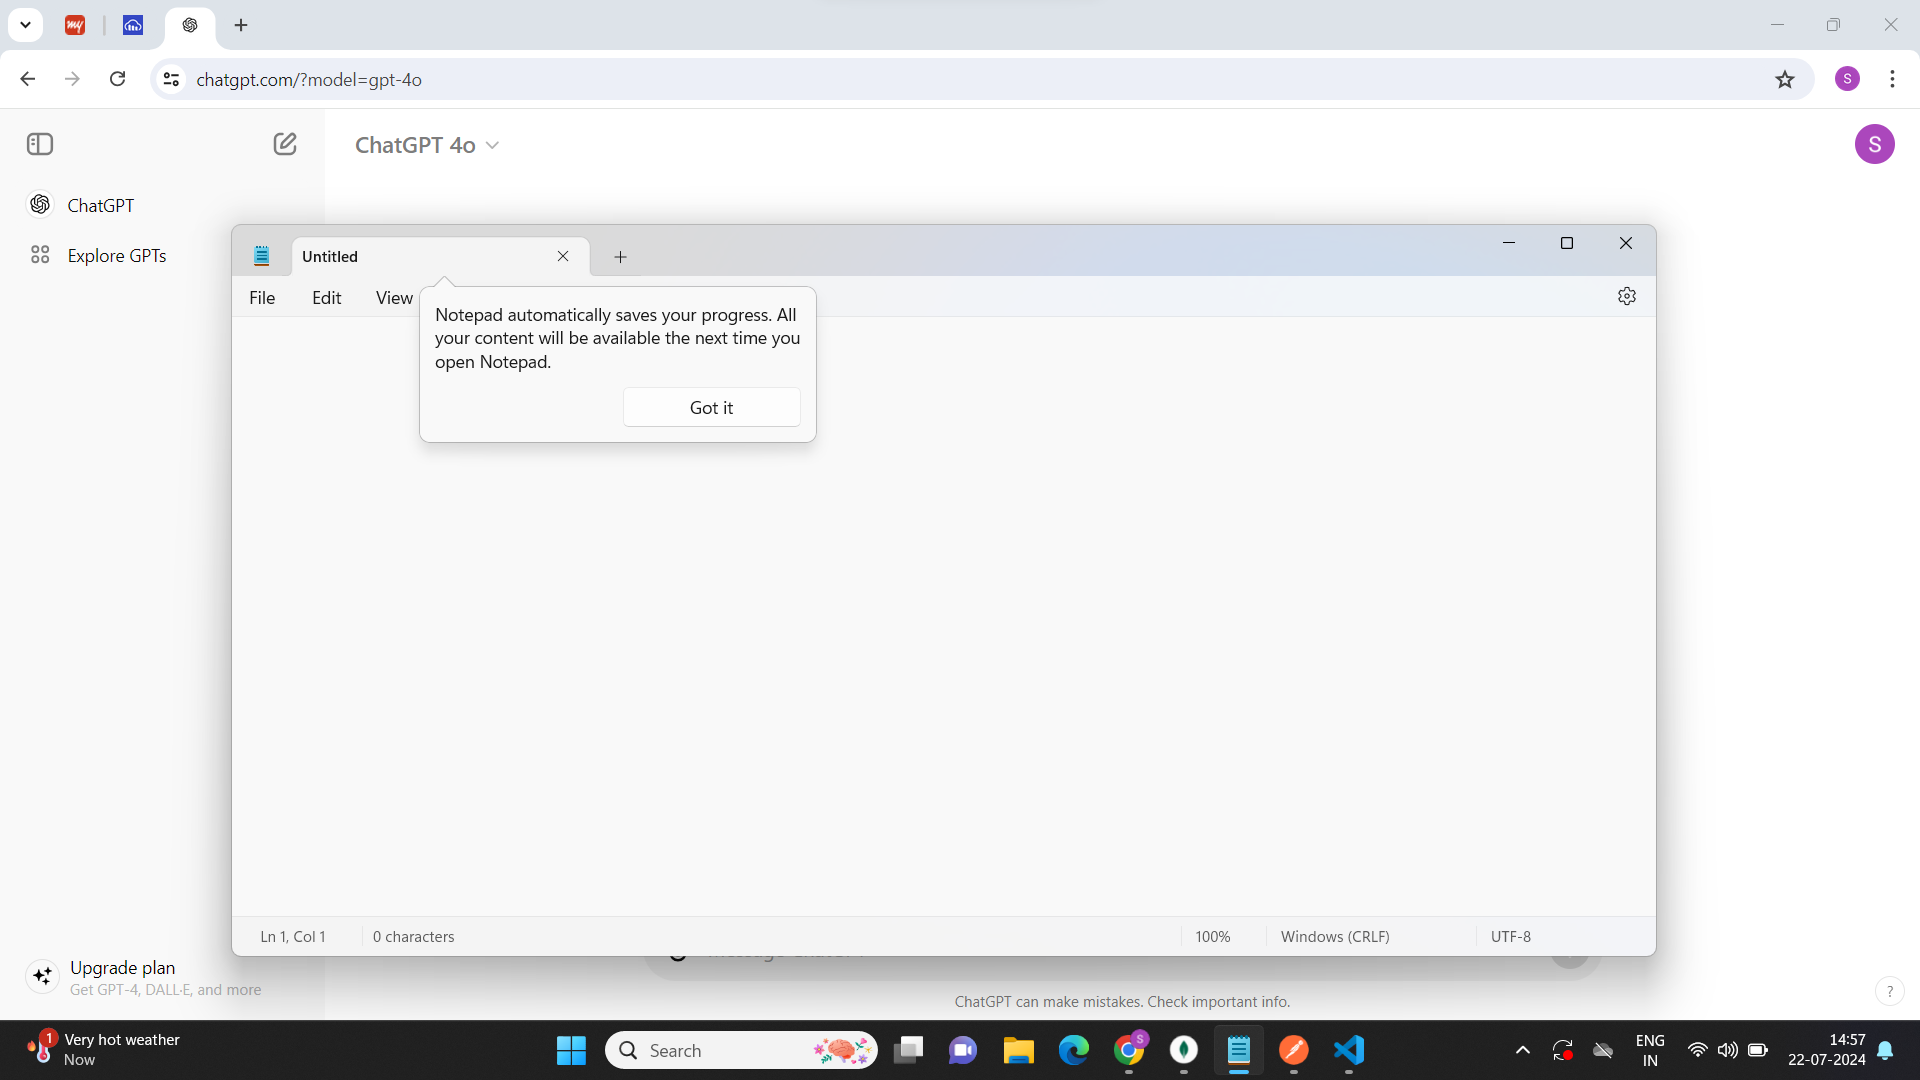 my
chatgpt.com/?model=gpt-4o
S
ChatGPT 4o
S
ChatGPT
Explore GPTs
Untitled
File
Edit
View
Notepad automatically saves your progress. All
your content will be available the next time you
open Notepad.
Got it
Ln 1, Col 1
0 characters
100%
Windows (CRLF)
UTF-8
Upgrade plan
Get GPT-4, DALL·E, and more
ChatGPT can make mistakes. Check important info.
?
1
Very hot weather
Now
Search
S
ENG
IN
14:57
22-07-2024